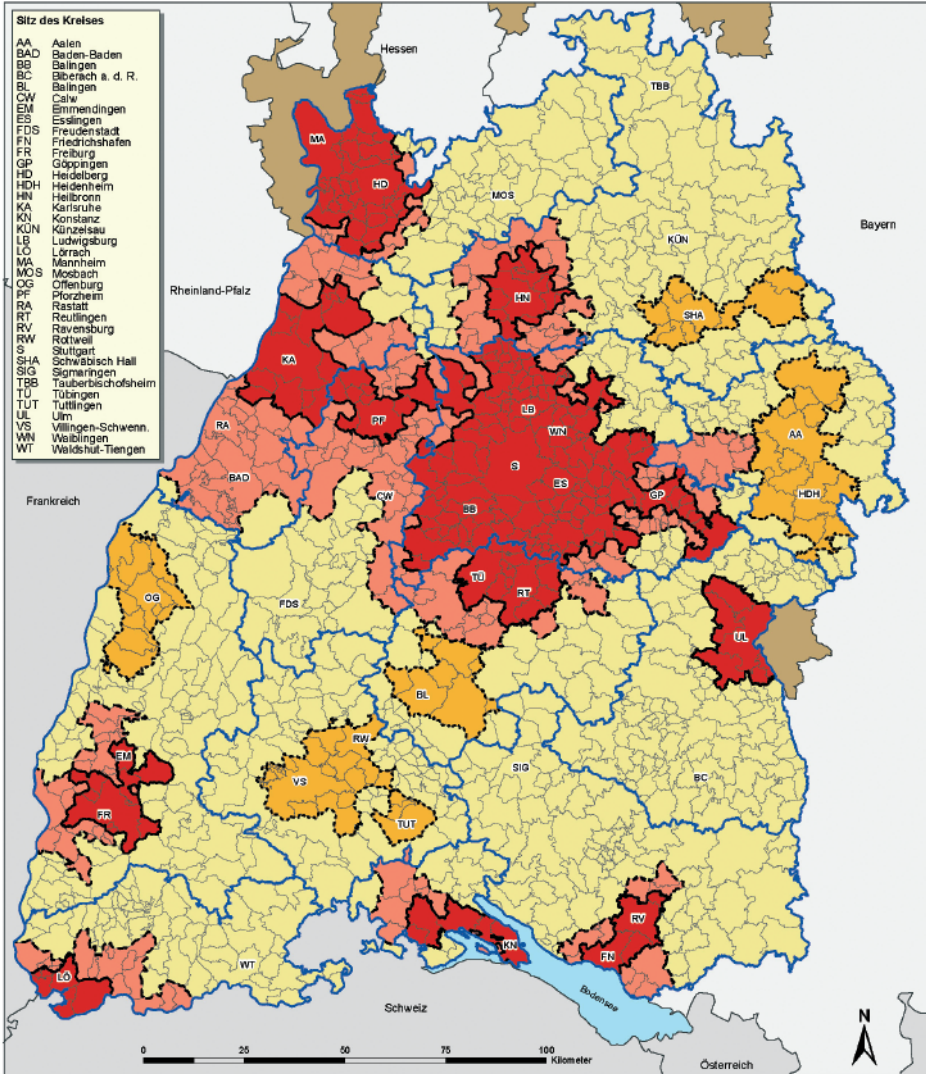 Sitz des Kreises
AA Aalen
BAD Baden-Baden
BB Balingen
BC Biberach a. d. R.
BL Balingen
CW Calw
EM Emmendingen
ES Esslingen
FDS Freudenstadt
FN Friedrichshafen
FR Freiburg
GP Göppingen
HD Heidelberg
HDH Heidenheim
HN Heilbronn
KA Karlsruhe
KN Konstanz
KÜN Künzelsau
LB Ludwigsburg
LÖ Lörrach
MA Mannheim
MOS Mosbach
OG Offenburg
PF Pforzheim
RA Rastatt
RT Reutlingen
RV Ravensburg
RW Rottweil
S Stuttgart
SHA Schwäbisch Hall
SIG Sigmaringen
TBB Tauberbischofsheim
TÜ Tübingen
TUT Tuttlingen
UL Ulm
VS Villingen-Schwenn.
WN Waiblingen
WT Waldshut-Tiengen
Hessen
TBB
MA
HD
MOS
Bayern
KÜN
Rheinland-Pfalz
HN
SHA
KA
LB
RA
PF
WN
AA
S
BAD
ES
Frankreich
CW
GP
HDH
BB
TÜ
RT
OG
FDS
UL
BL
RW
EM
SIG
VS
BC
FR
TUT
RV
KN
FN
WT
LÖ
Bodensee
Schweiz
N
0 25 50 75 100
Kilometer
Österreich